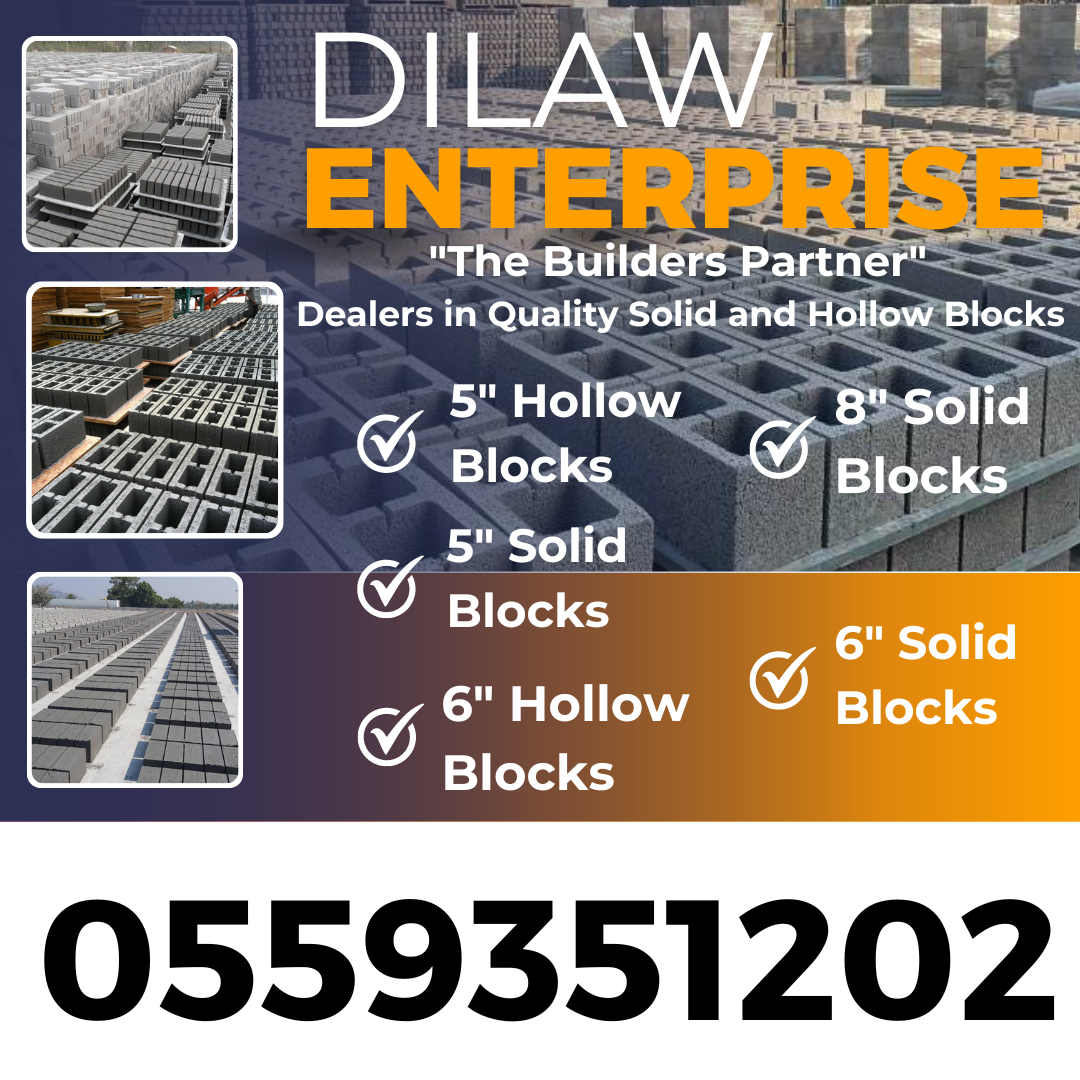 DILAW
ENTERPRISE
"The Builders Partner"
Dealers in Quality Solid and Hollow Blocks
5" Hollow
Blocks
5" Solid
Blocks
6" Hollow
Blocks
8" Solid
Blocks
6" Solid
Blocks
0559351202